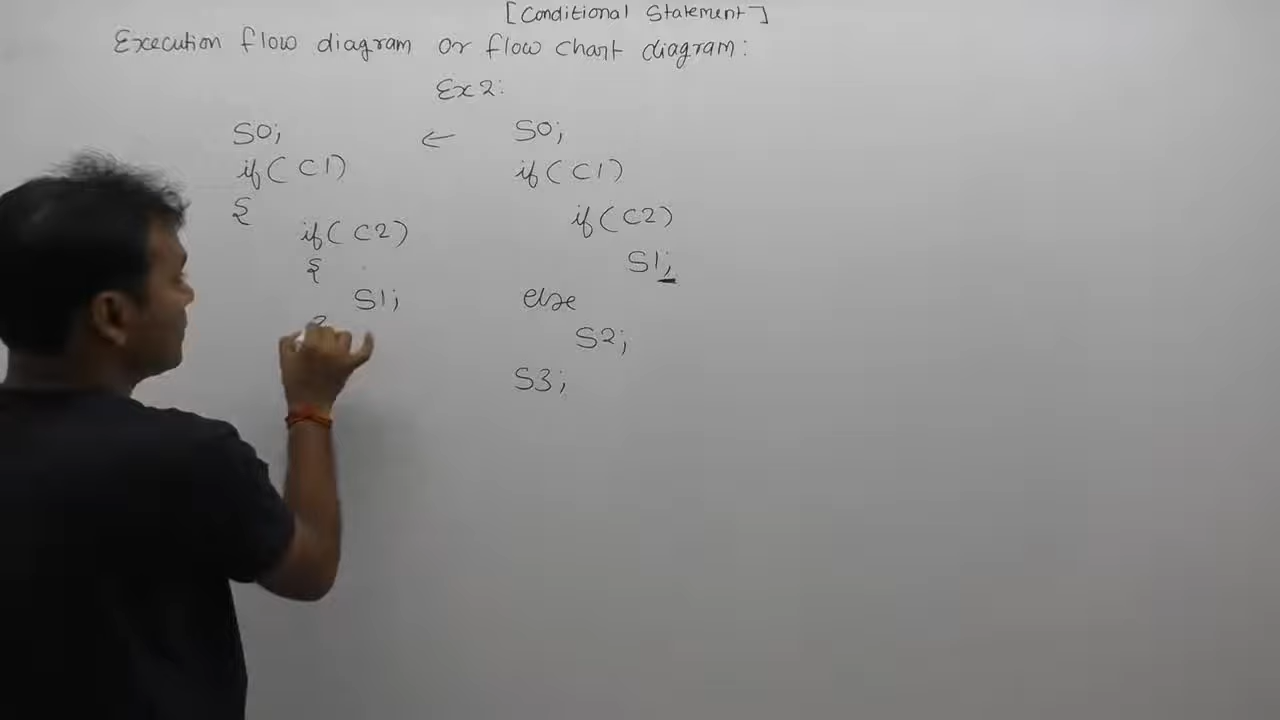 [Conditional Statement]
Execution flow diagram or flow chart diagram:
Ex2:
S0;
if(C1)
{
if(C2)
{
S1;
←
S0;
if(C1)
if(C2)
S1;
else
S2;
S3;